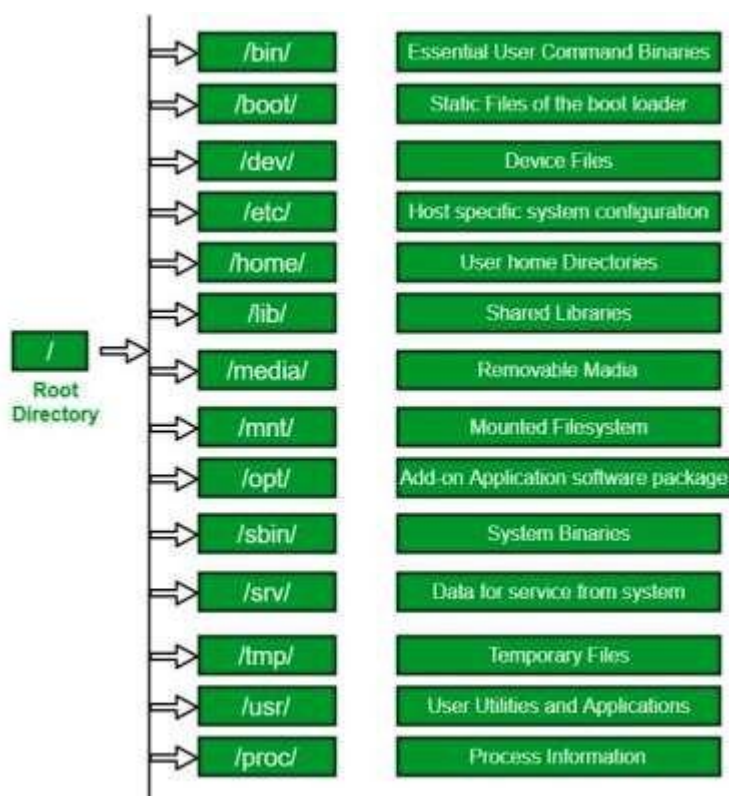 /bin/ Essential User Command Binaries
/boot/ Static Files of the boot loader
/dev/ Device Files
/etc/ Host specific system configuration
/home/ User home Directories
/lib/ Shared Libraries
/
Root
Directory
/media/ Removable Madia
/mnt/ Mounted Filesystem
/opt/ Add-on Application software package
/sbin/ System Binaries
/srv/ Data for service from system
/tmp/ Temporary Files
/usr/ User Utilities and Applications
/proc/ Process Information